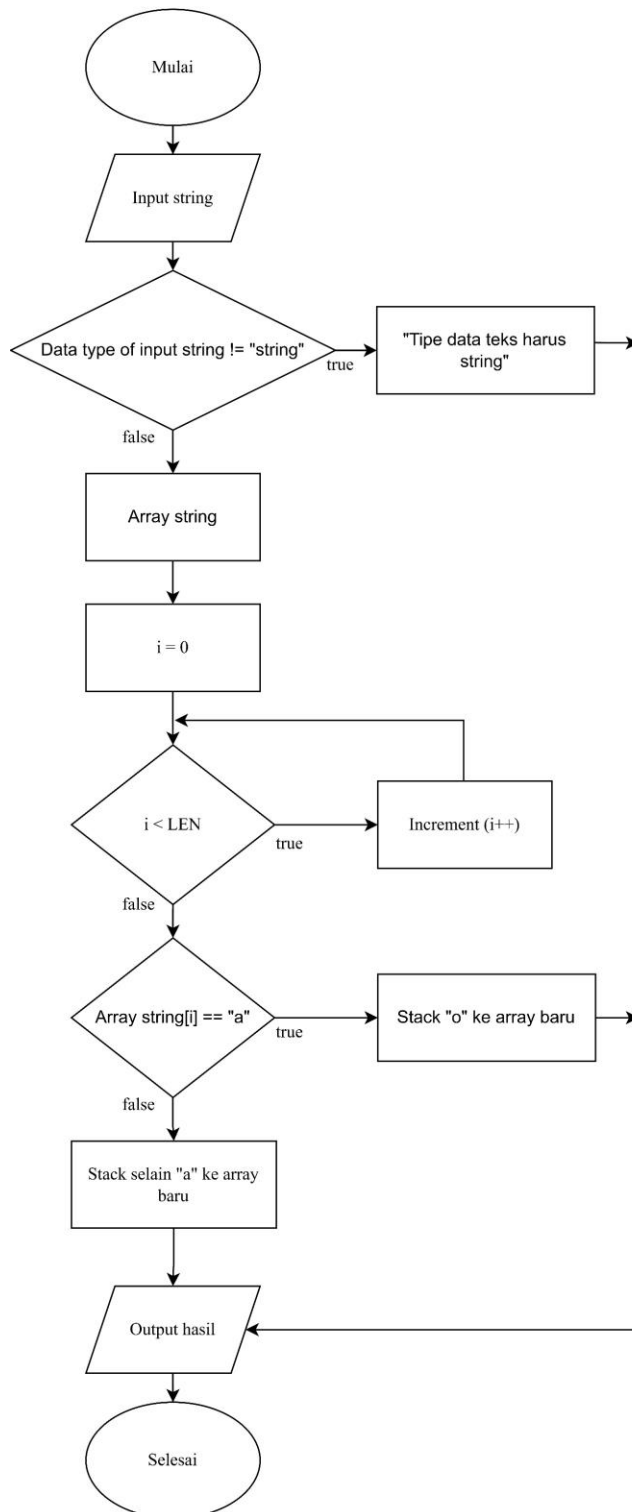 Mulai
Input string
Data type of input string != "string"
true
"Tipe data teks harus
string"
false
Array string
i = 0
i < LEN
true
Increment (i++)
false
Array string[i] == "a"
true
Stack "o" ke array baru
false
Stack selain "a" ke array
baru
Output hasil
Selesai